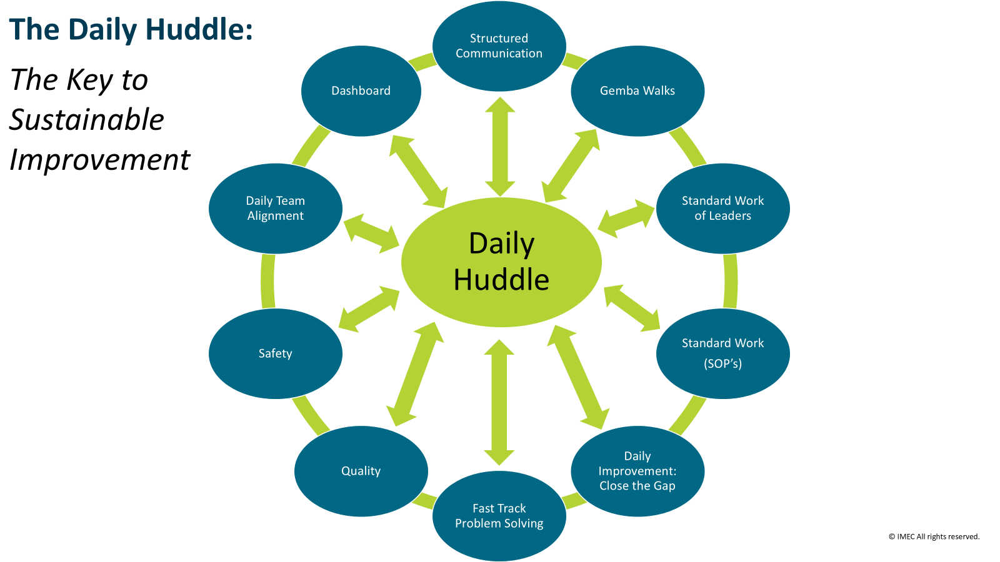 The Daily Huddle:
The Key to
Sustainable
Improvement
Structured
Communication
Gemba Walks
Standard Work
of Leaders
Standard Work
(SOP’s)
Daily
Improvement:
Close the Gap
Fast Track
Problem Solving
Quality
Safety
Daily Team
Alignment
Dashboard
Daily
Huddle
© IMEC All rights reserved.